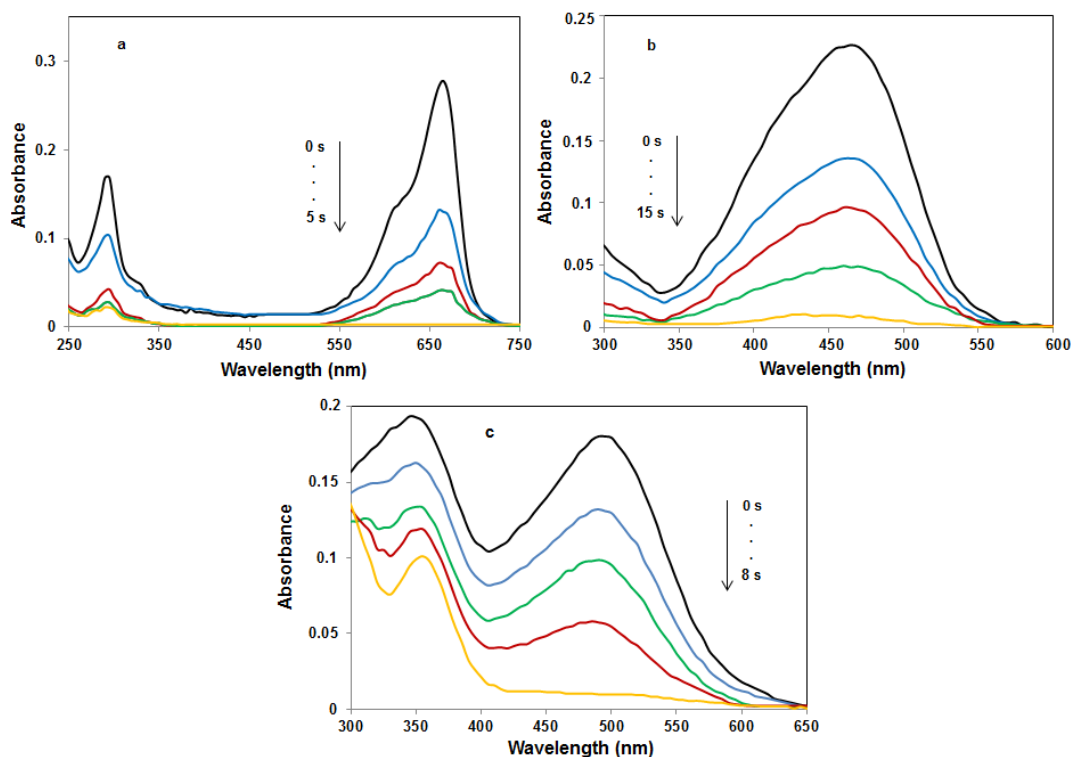 a
0.3
0.2
0.1
0
Absorbance
0 s
.
.
.
5 s
250 350 450 550 650 750
Wavelength (nm)
b
0.25
0.2
0.15
0.1
0.05
0
Absorbance
0 s
.
.
.
15 s
300 350 400 450 500 550 600
Wavelength (nm)
c
0.2
0.15
0.1
0.05
0
Absorbance
0 s
.
.
.
8 s
300 350 400 450 500 550 600 650
Wavelength (nm)